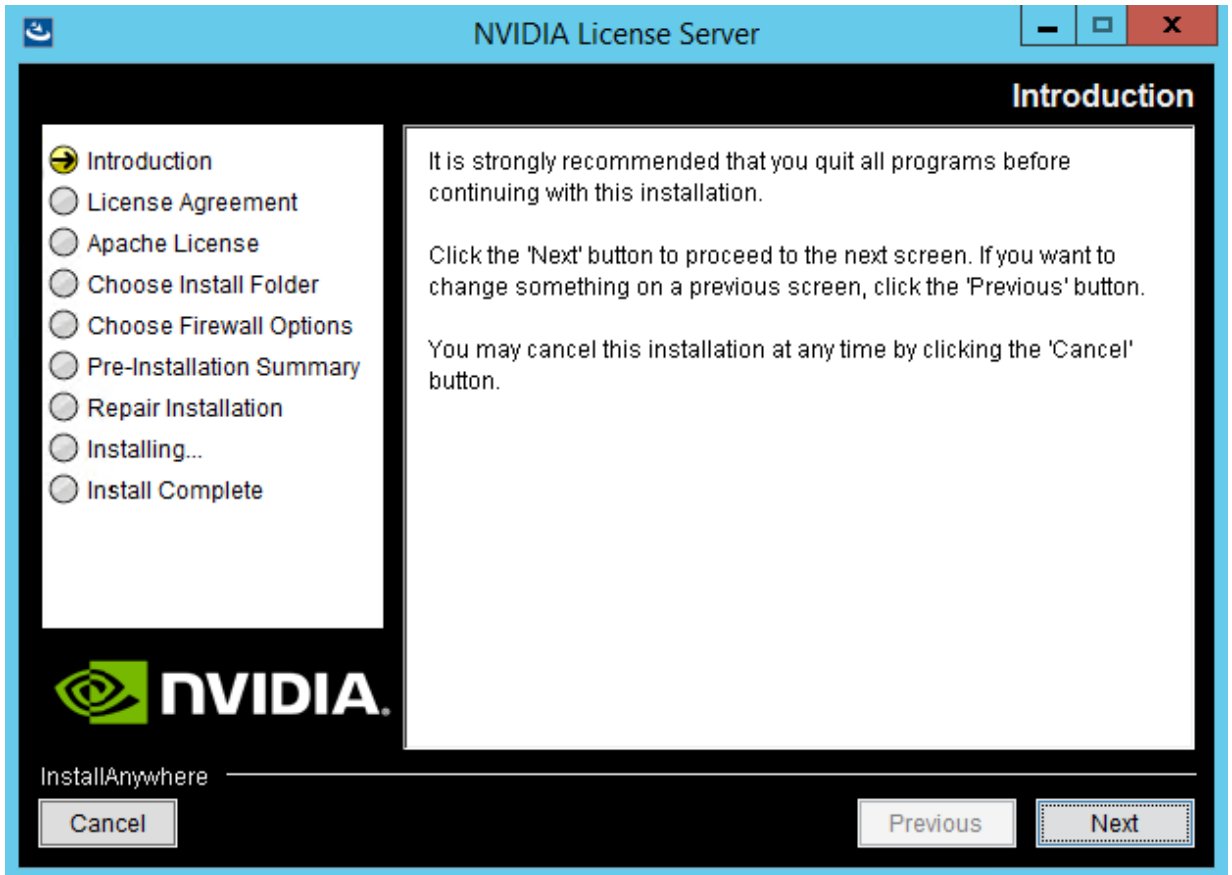 NVIDIA License Server
Introduction
Introduction
License Agreement
Apache License
Choose Install Folder
Choose Firewall Options
Pre-Installation Summary
Repair Installation
Installing...
Install Complete
It is strongly recommended that you quit all programs before
continuing with this installation.
Click the 'Next' button to proceed to the next screen. If you want to
change something on a previous screen, click the 'Previous' button.
You may cancel this installation at any time by clicking the 'Cancel'
button.
NVIDIA.
InstallAnywhere
Cancel
Previous
Next